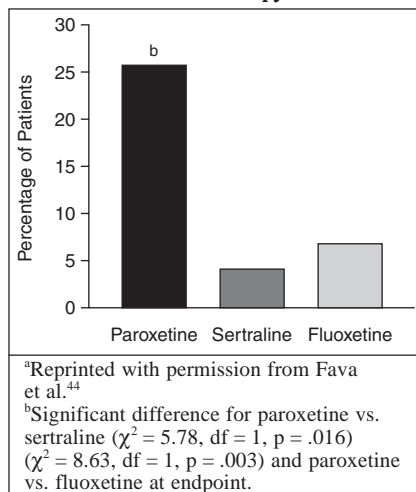 b
30
25
20
15
10
5
0
Percentage of Patients
Paroxetine Sertraline Fluoxetine
ᵃReprinted with permission from Fava
et al.⁴⁴
ᵇSignificant difference for paroxetine vs.
sertraline (χ² = 5.78, df = 1, p = .016)
(χ² = 8.63, df = 1, p = .003) and paroxetine
vs. fluoxetine at endpoint.